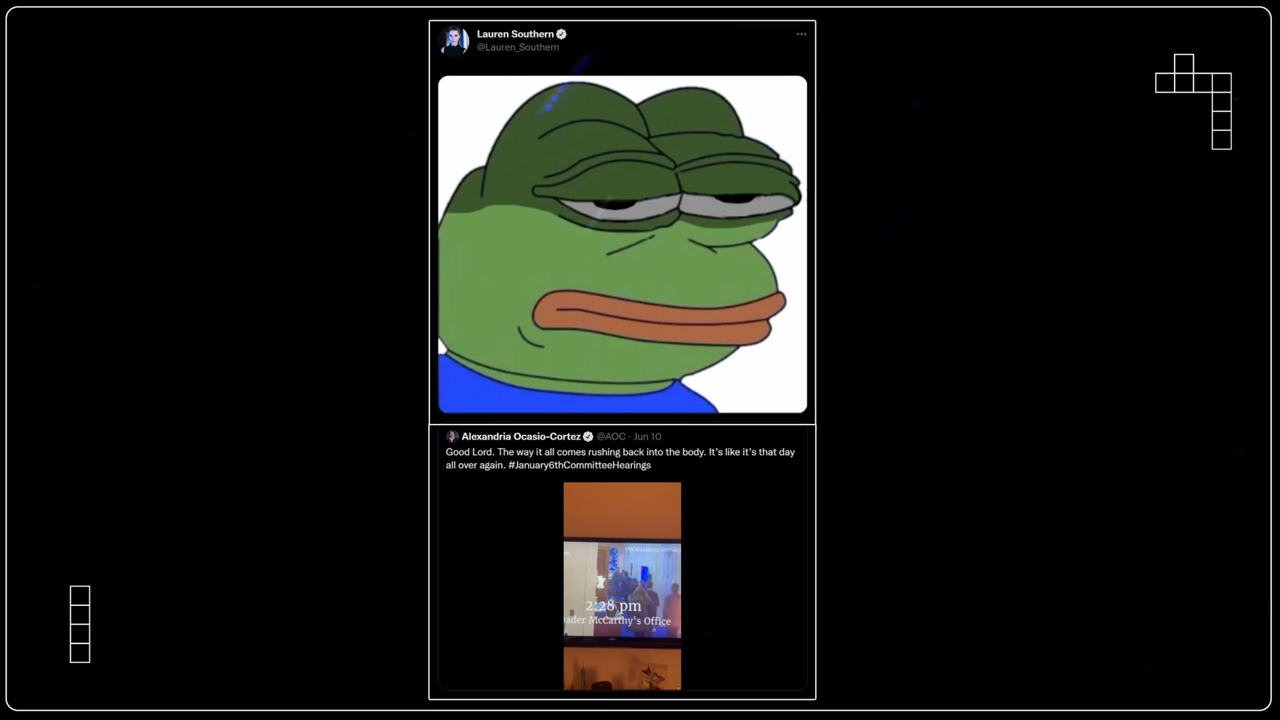 Lauren Southern
@Lauren_Southern
Alexandria Ocasio-Cortez @AOC · Jun 10
Good Lord. The way it all comes rushing back into the body. It's like it's that day
all over again. #January6thCommitteeHearings
2:28 pm
ader McCarthy's Office